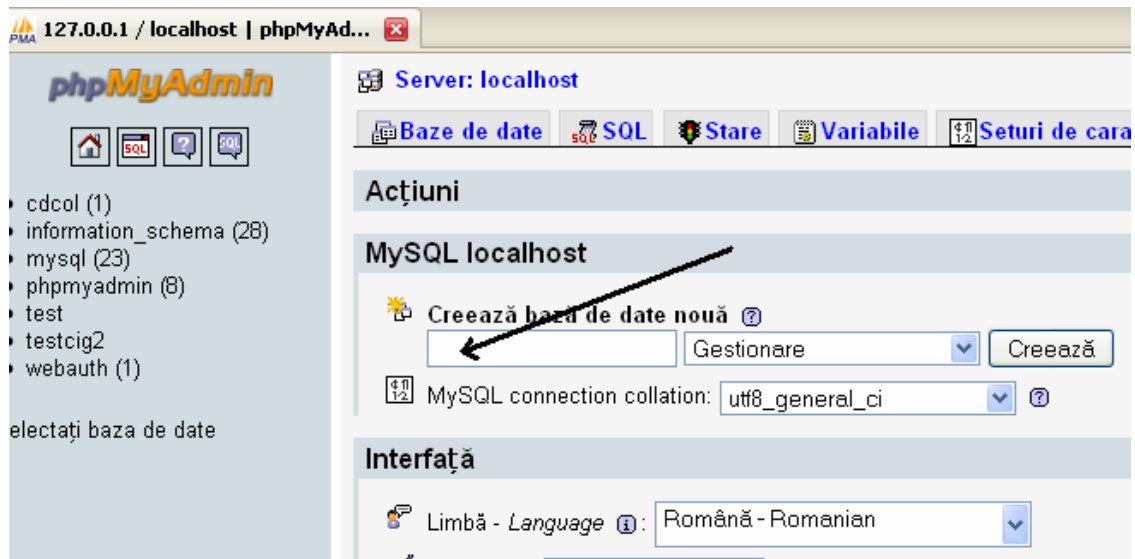 127.0.0.1 / localhost | phpMyAd...
phpMyAdmin
SQL
SQL
cdcol (1)
information_schema (28)
mysql (23)
phpmyadmin (8)
test
testcig2
webauth (1)
electați baza de date
Server: localhost
Baze de date SQL Stare Variabile Seturi de cara
Acțiuni
MySQL localhost
Creează bază de date nouă
Gestionare Creează
MySQL connection collation: utf8_general_ci
Interfață
Limbă - Language : Română - Romanian